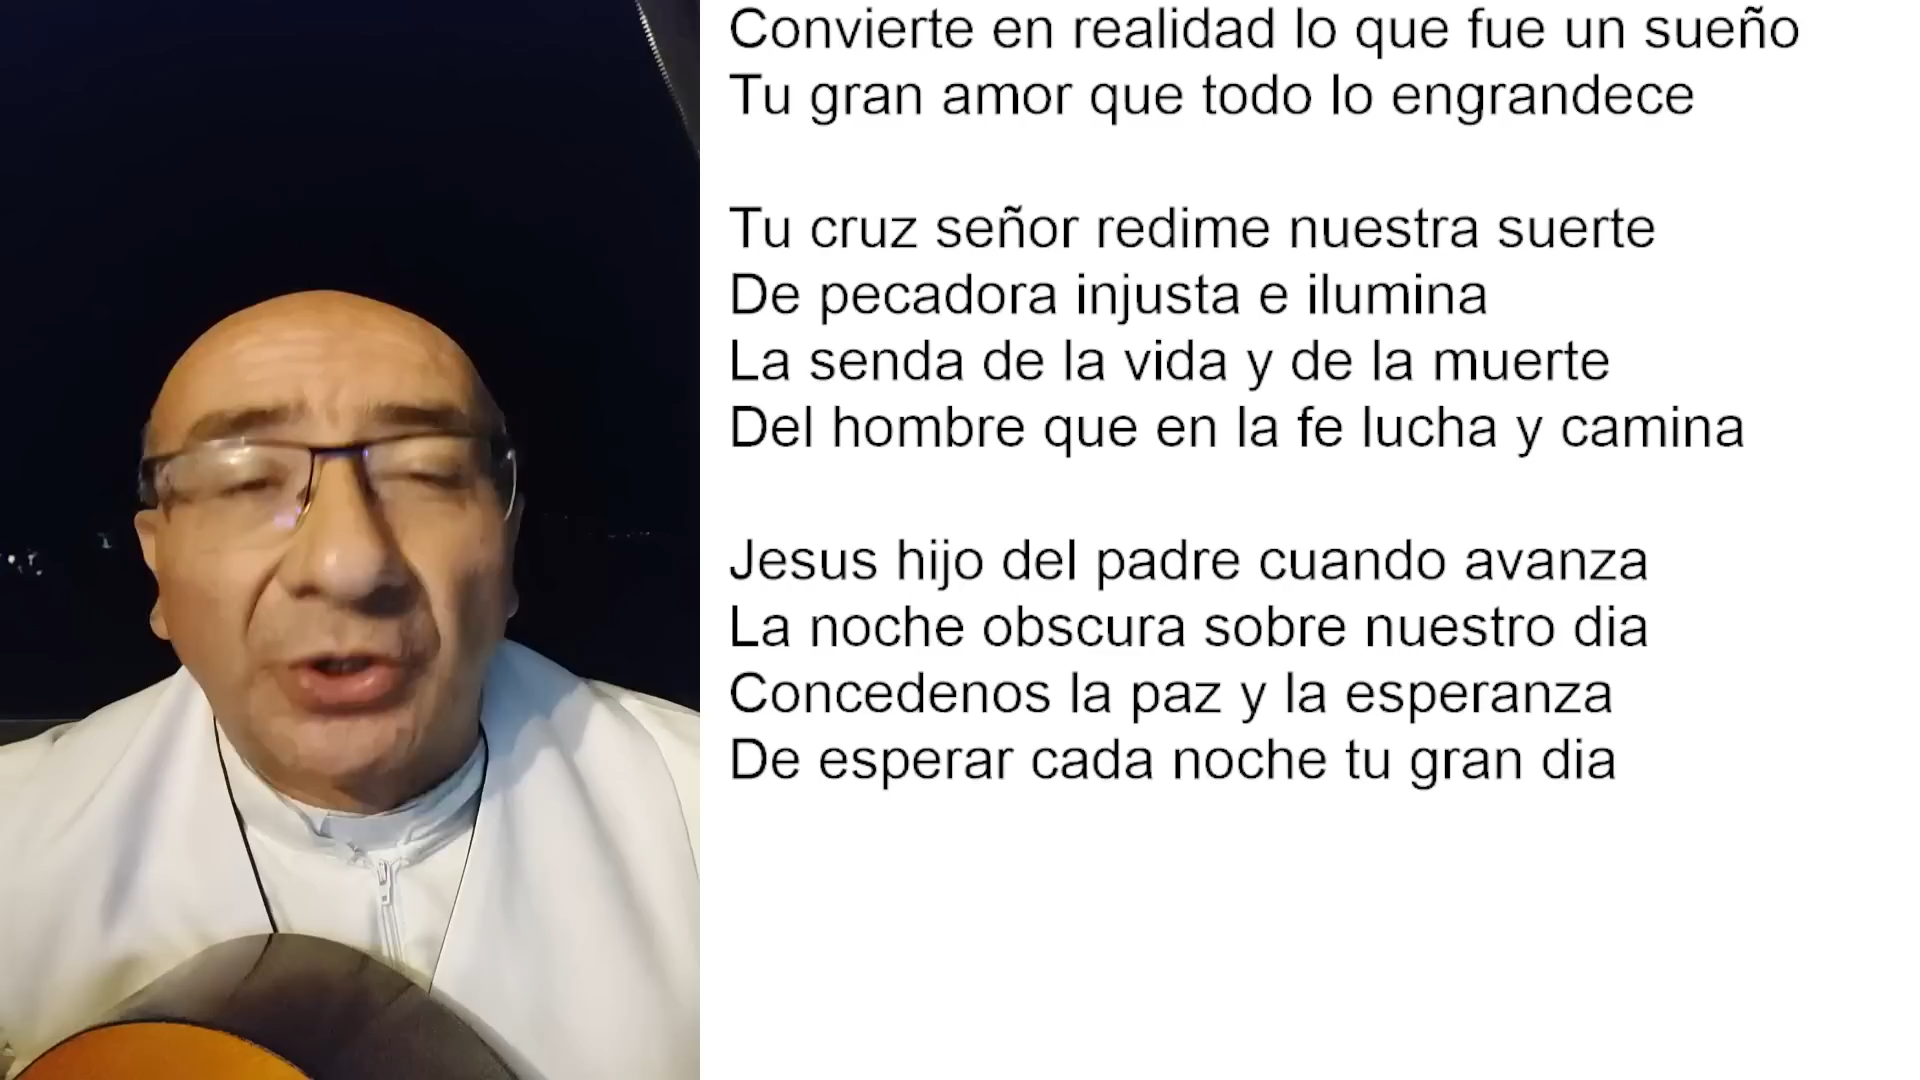 Convierte en realidad lo que fue un sueño
Tu gran amor que todo lo engrandece
Tu cruz señor redime nuestra suerte
De pecadora injusta e ilumina
La senda de la vida y de la muerte
Del hombre que en la fe lucha y camina
Jesus hijo del padre cuando avanza
La noche obscura sobre nuestro dia
Concedenos la paz y la esperanza
De esperar cada noche tu gran dia